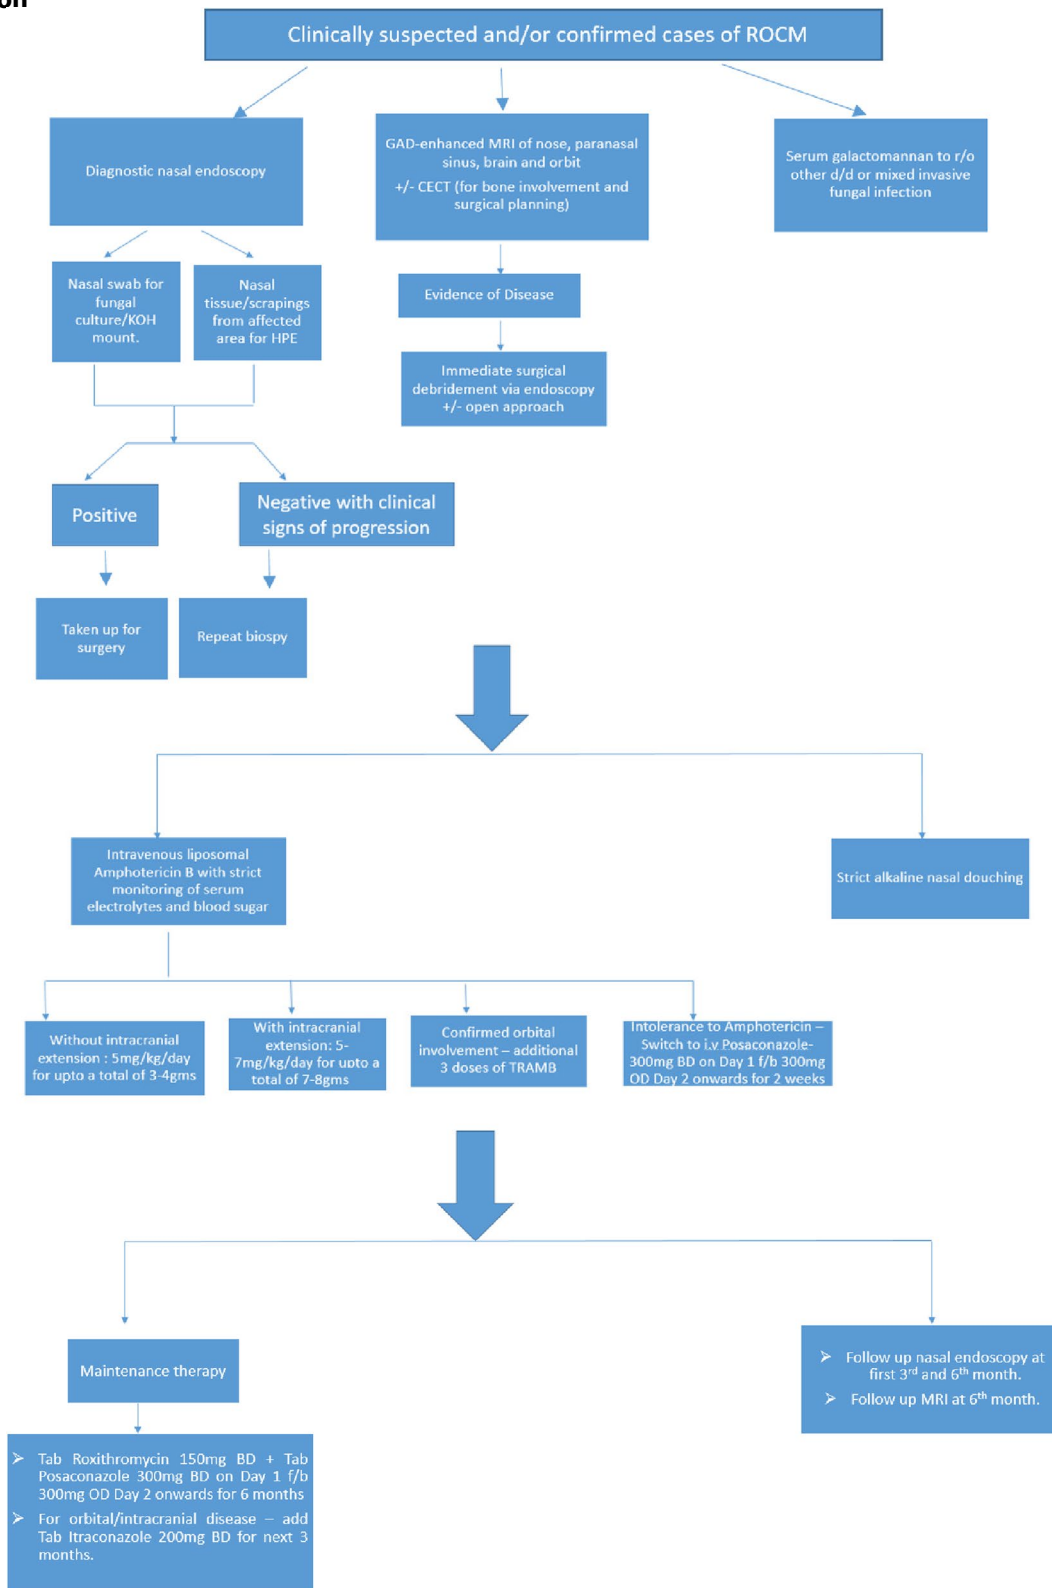 Clinically suspected and/or confirmed cases of ROCM
Diagnostic nasal endoscopy
GAD-enhanced MRI of nose, paranasal
sinus, brain and orbit
+/- CECT (for bone involvement and
surgical planning)
Serum galactomannan to r/o
other d/d or mixed invasive
fungal infection
Nasal swab for
fungal
culture/KOH
mount.
Nasal
tissue/scrapings
from affected
area for HPE
Evidence of Disease
Immediate surgical
debridement via endoscopy
+/- open approach
Positive
Negative with clinical
signs of progression
Taken up for
surgery
Repeat biospy
Intravenous liposomal
Amphotericin B with strict
monitoring of serum
electrolytes and blood sugar
Strict alkaline nasal douching
Without intracranial
extension : 5mg/kg/day
for upto a total of 3-4gms
With intracranial
extension: 5-
7mg/kg/day for upto a
total of 7-8gms
Confirmed orbital
involvement – additional
3 doses of TRAMB
Intolerance to Amphotericin –
Switch to i.v Posaconazole-
300mg BD on Day 1 f/b 300mg
OD Day 2 onwards for 2 weeks
Maintenance therapy
➢ Follow up nasal endoscopy at
first 3rd and 6th month.
➢ Follow up MRI at 6th month.
➢ Tab Roxithromycin 150mg BD + Tab
Posaconazole 300mg BD on Day 1 f/b
300mg OD Day 2 onwards for 6 months
➢ For orbital/intracranial disease – add
Tab Itraconazole 200mg BD for next 3
months.